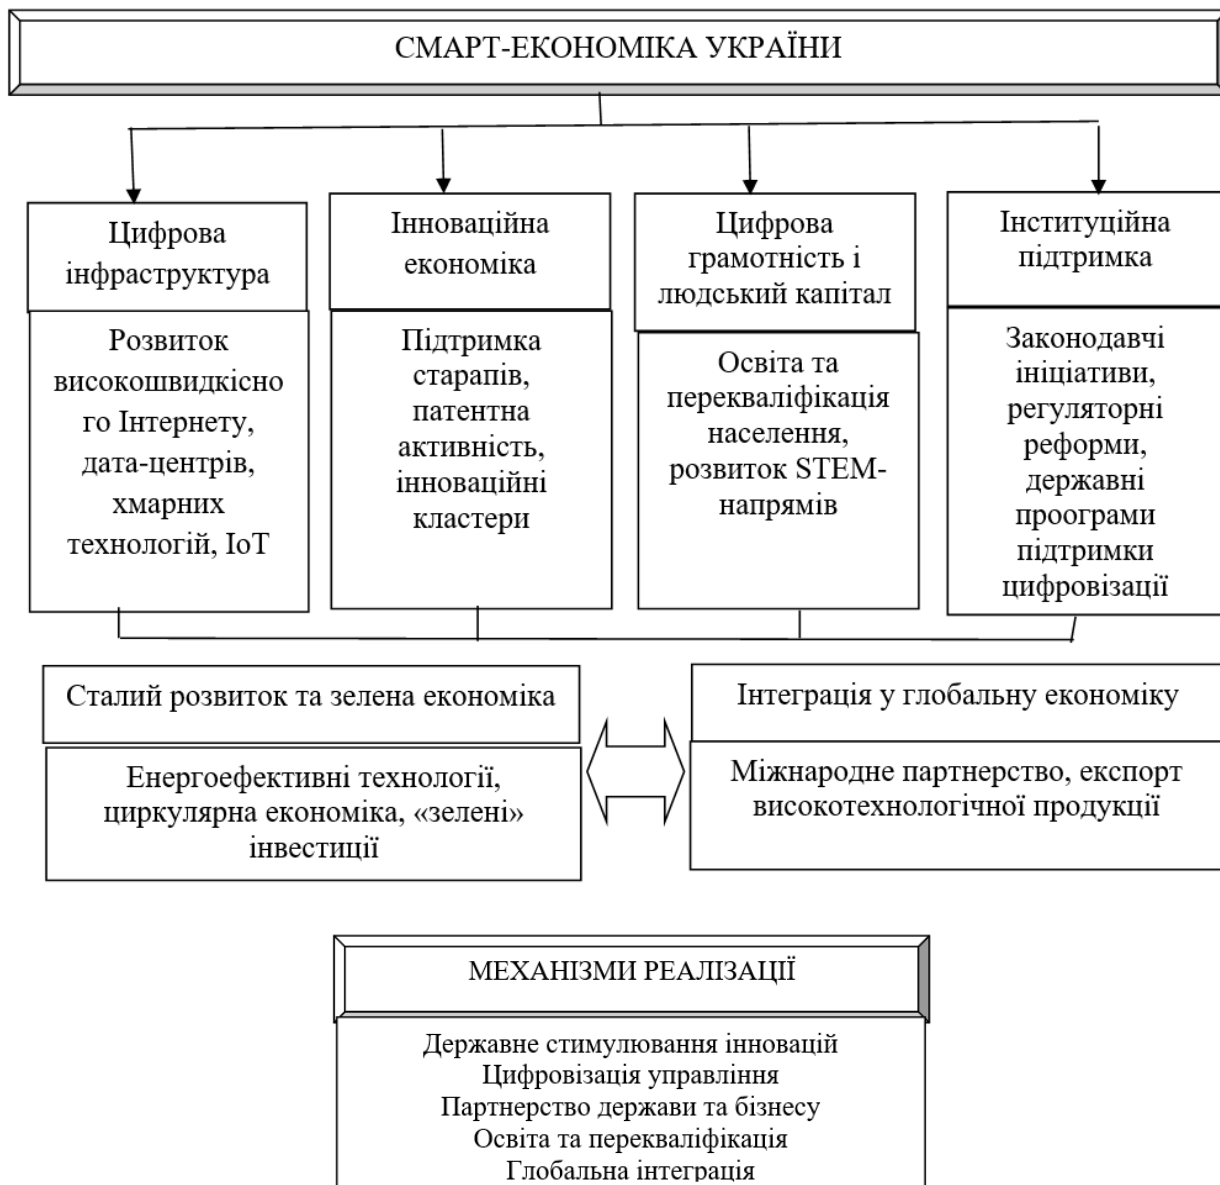 СМАРТ-ЕКОНОМІКА УКРАЇНИ
Цифрова
інфраструктура
Розвиток
високошвидкісно
го Інтернету,
дата-центрів,
хмарних
технологій, ІоТ
Інноваційна
економіка
Підтримка
старапів,
патентна
активність,
інноваційні
кластери
Цифрова
грамотність і
людський капітал
Освіта та
перекваліфікація
населення,
розвиток STEM-
напрямів
Інституційна
підтримка
Законодавчі
ініціативи,
регуляторні
реформи,
державні
проограми
підтримки
цифровізації
Сталий розвиток та зелена економіка
Енергоефективні технології,
циркулярна економіка, «зелені»
інвестиції
Інтеграція у глобальну економіку
Міжнародне партнерство, експорт
високотехнологічної продукції
МЕХАНІЗМИ РЕАЛІЗАЦІЇ
Державне стимулювання інновацій
Цифровізація управління
Партнерство держави та бізнесу
Освіта та перекваліфікація
Глобальна інтеграція